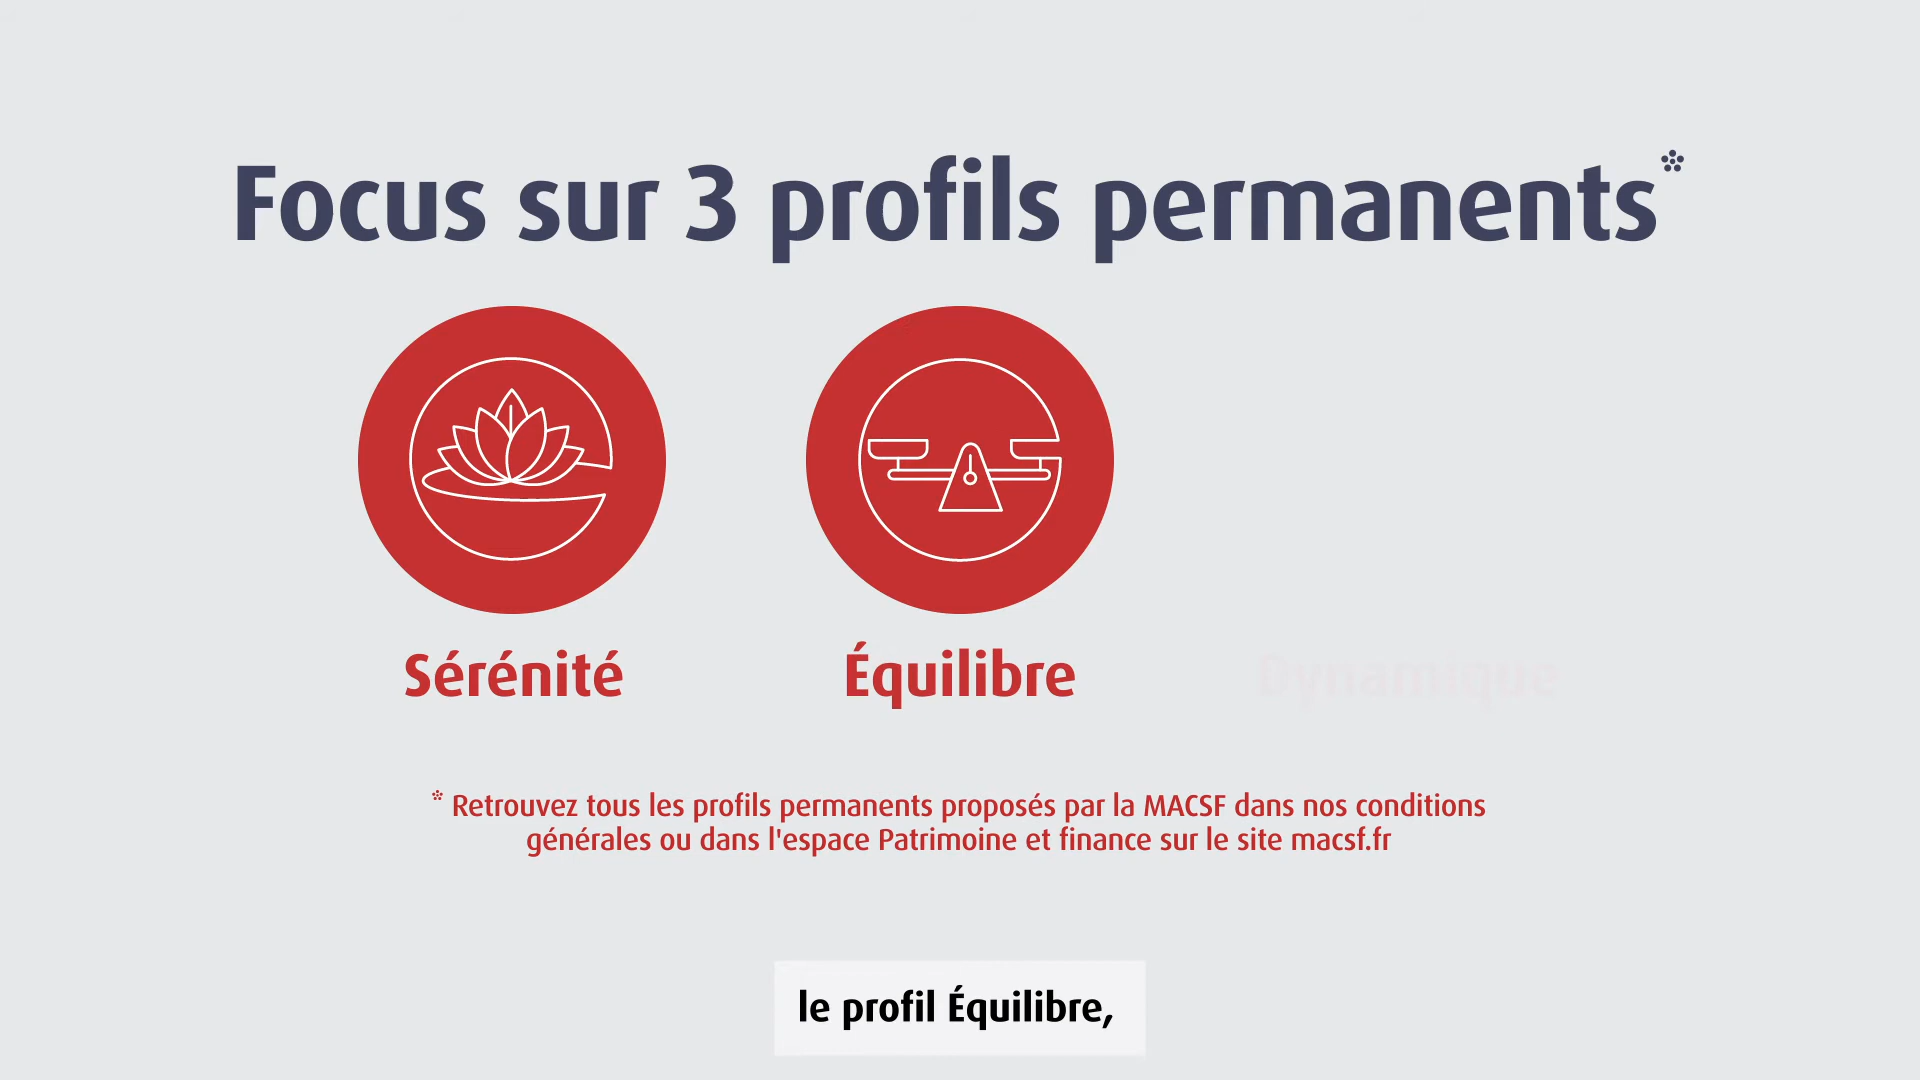 Focus sur 3 profils permanents*
Sérénité
Équilibre
Dynamique
* Retrouvez tous les profils permanents proposés par la MACSF dans nos conditions
générales ou dans l'espace Patrimoine et finance sur le site macsf.fr
le profil Équilibre,